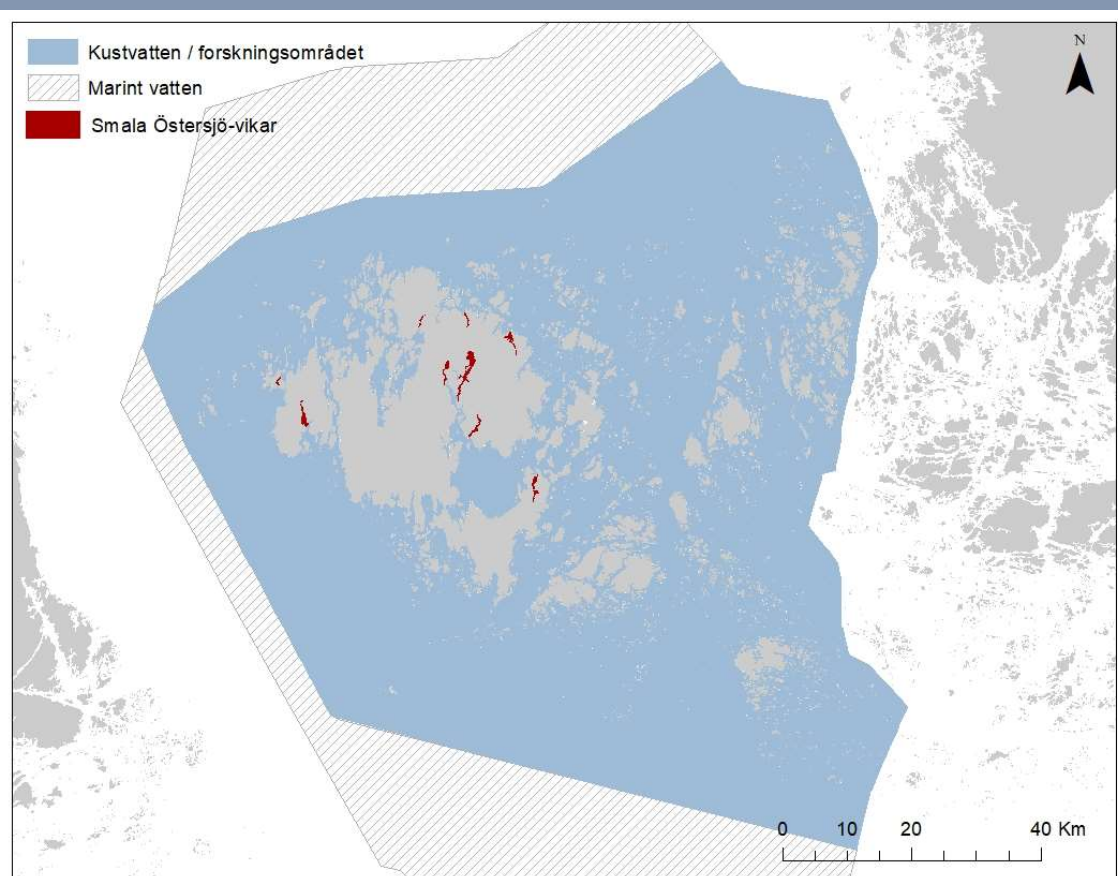 Kustvatten / forskningsområdet
Marint vatten
Smala Östersjö-vikar
N
0 10 20 40 Km